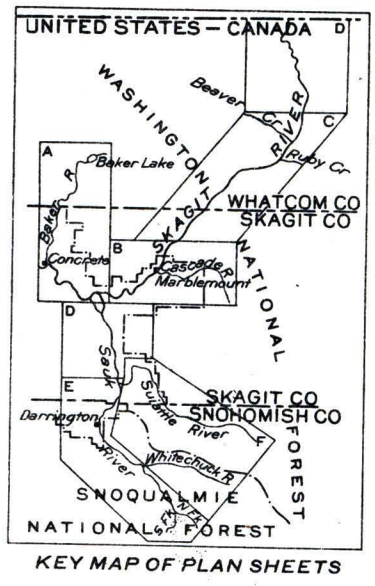 UNITED STATES – CANADA
D
WASHINGTON
Beaver Cr
SKAGIT RIVER
C
Ruby Cr
A
Baker Lake
Baker R
WHATCOM CO
SKAGIT CO
B
Concrete
Cascade R
Marblemount
NATIONAL
D
Sauk
E
SKAGIT CO
SNOHOMISH CO
Suiattle
River
F
Darrington
River
Whitechuck R
FOREST
N FK
S FK
SNOQUALMIE
NATIONAL FOREST
KEY MAP OF PLAN SHEETS